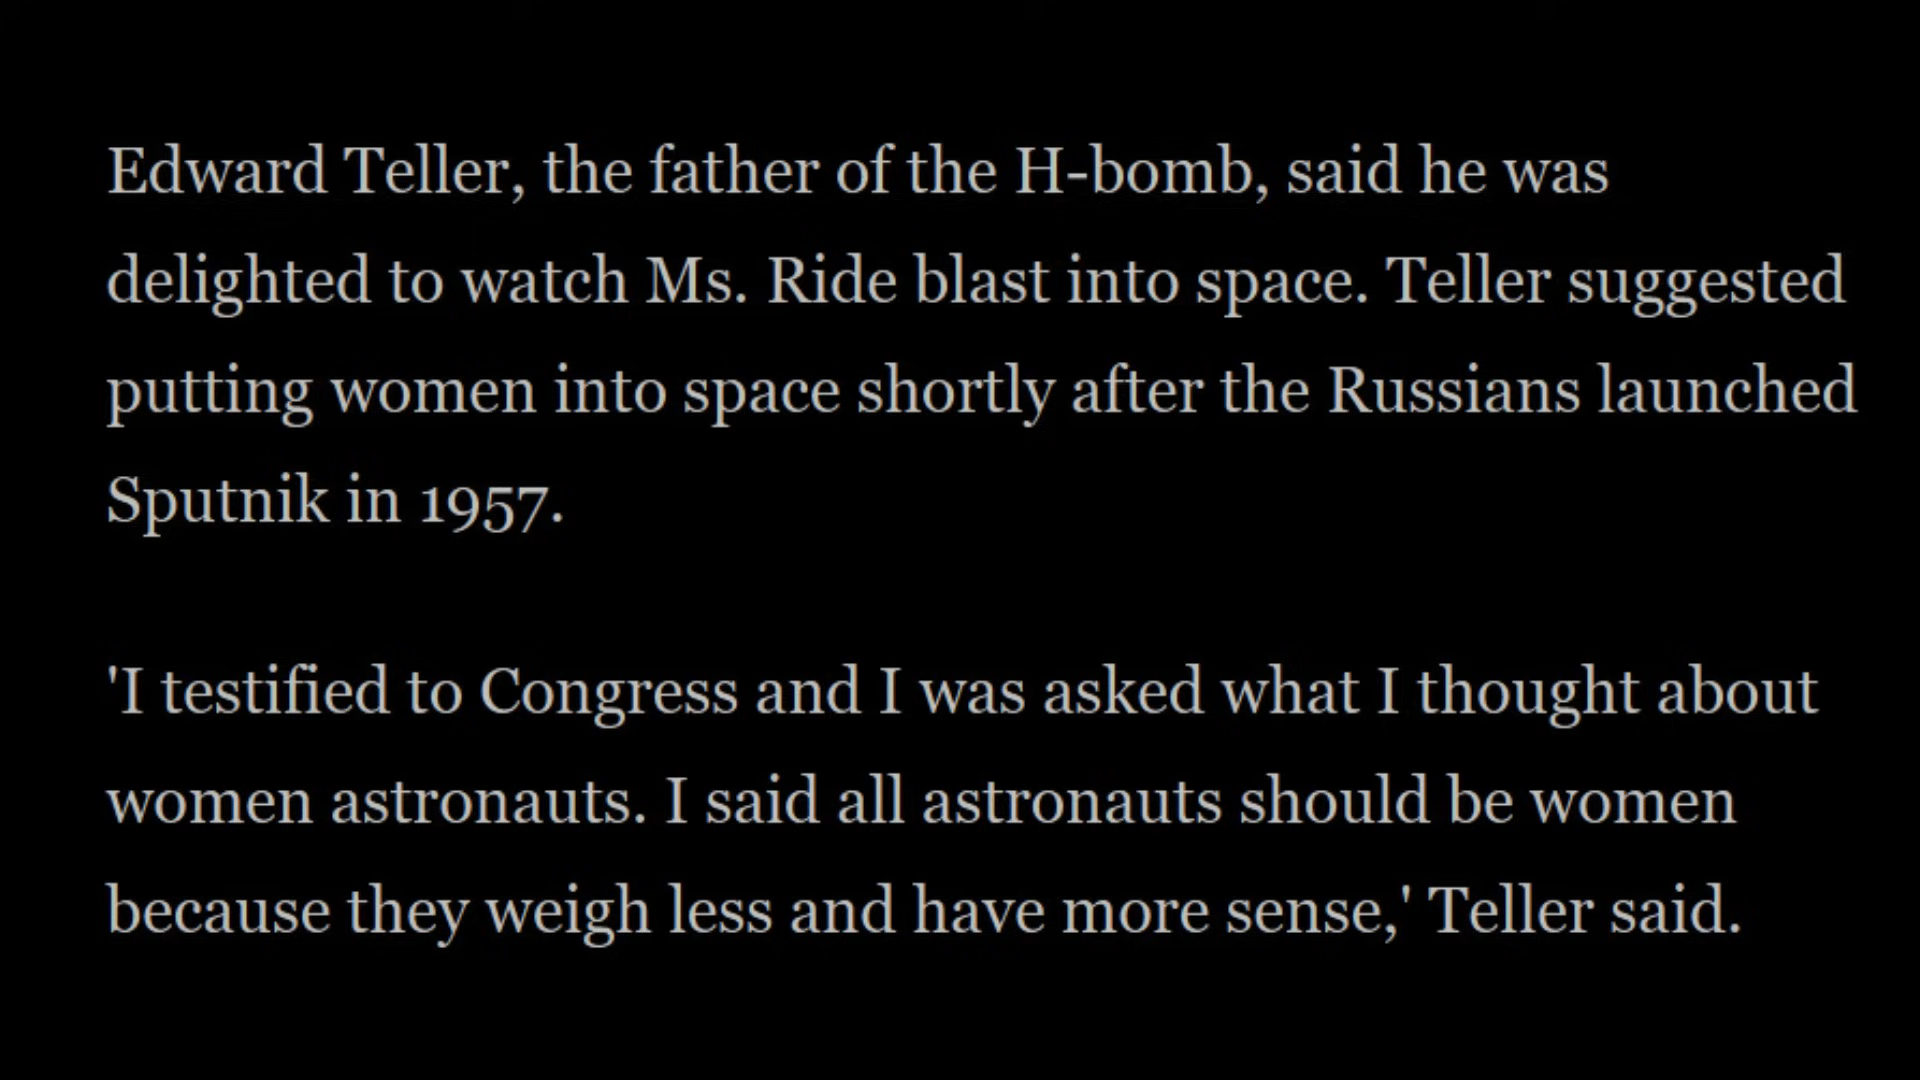 Edward Teller, the father of the H-bomb, said he was
delighted to watch Ms. Ride blast into space. Teller suggested
putting women into space shortly after the Russians launched
Sputnik in 1957.
'I testified to Congress and I was asked what I thought about
women astronauts. I said all astronauts should be women
because they weigh less and have more sense,' Teller said.